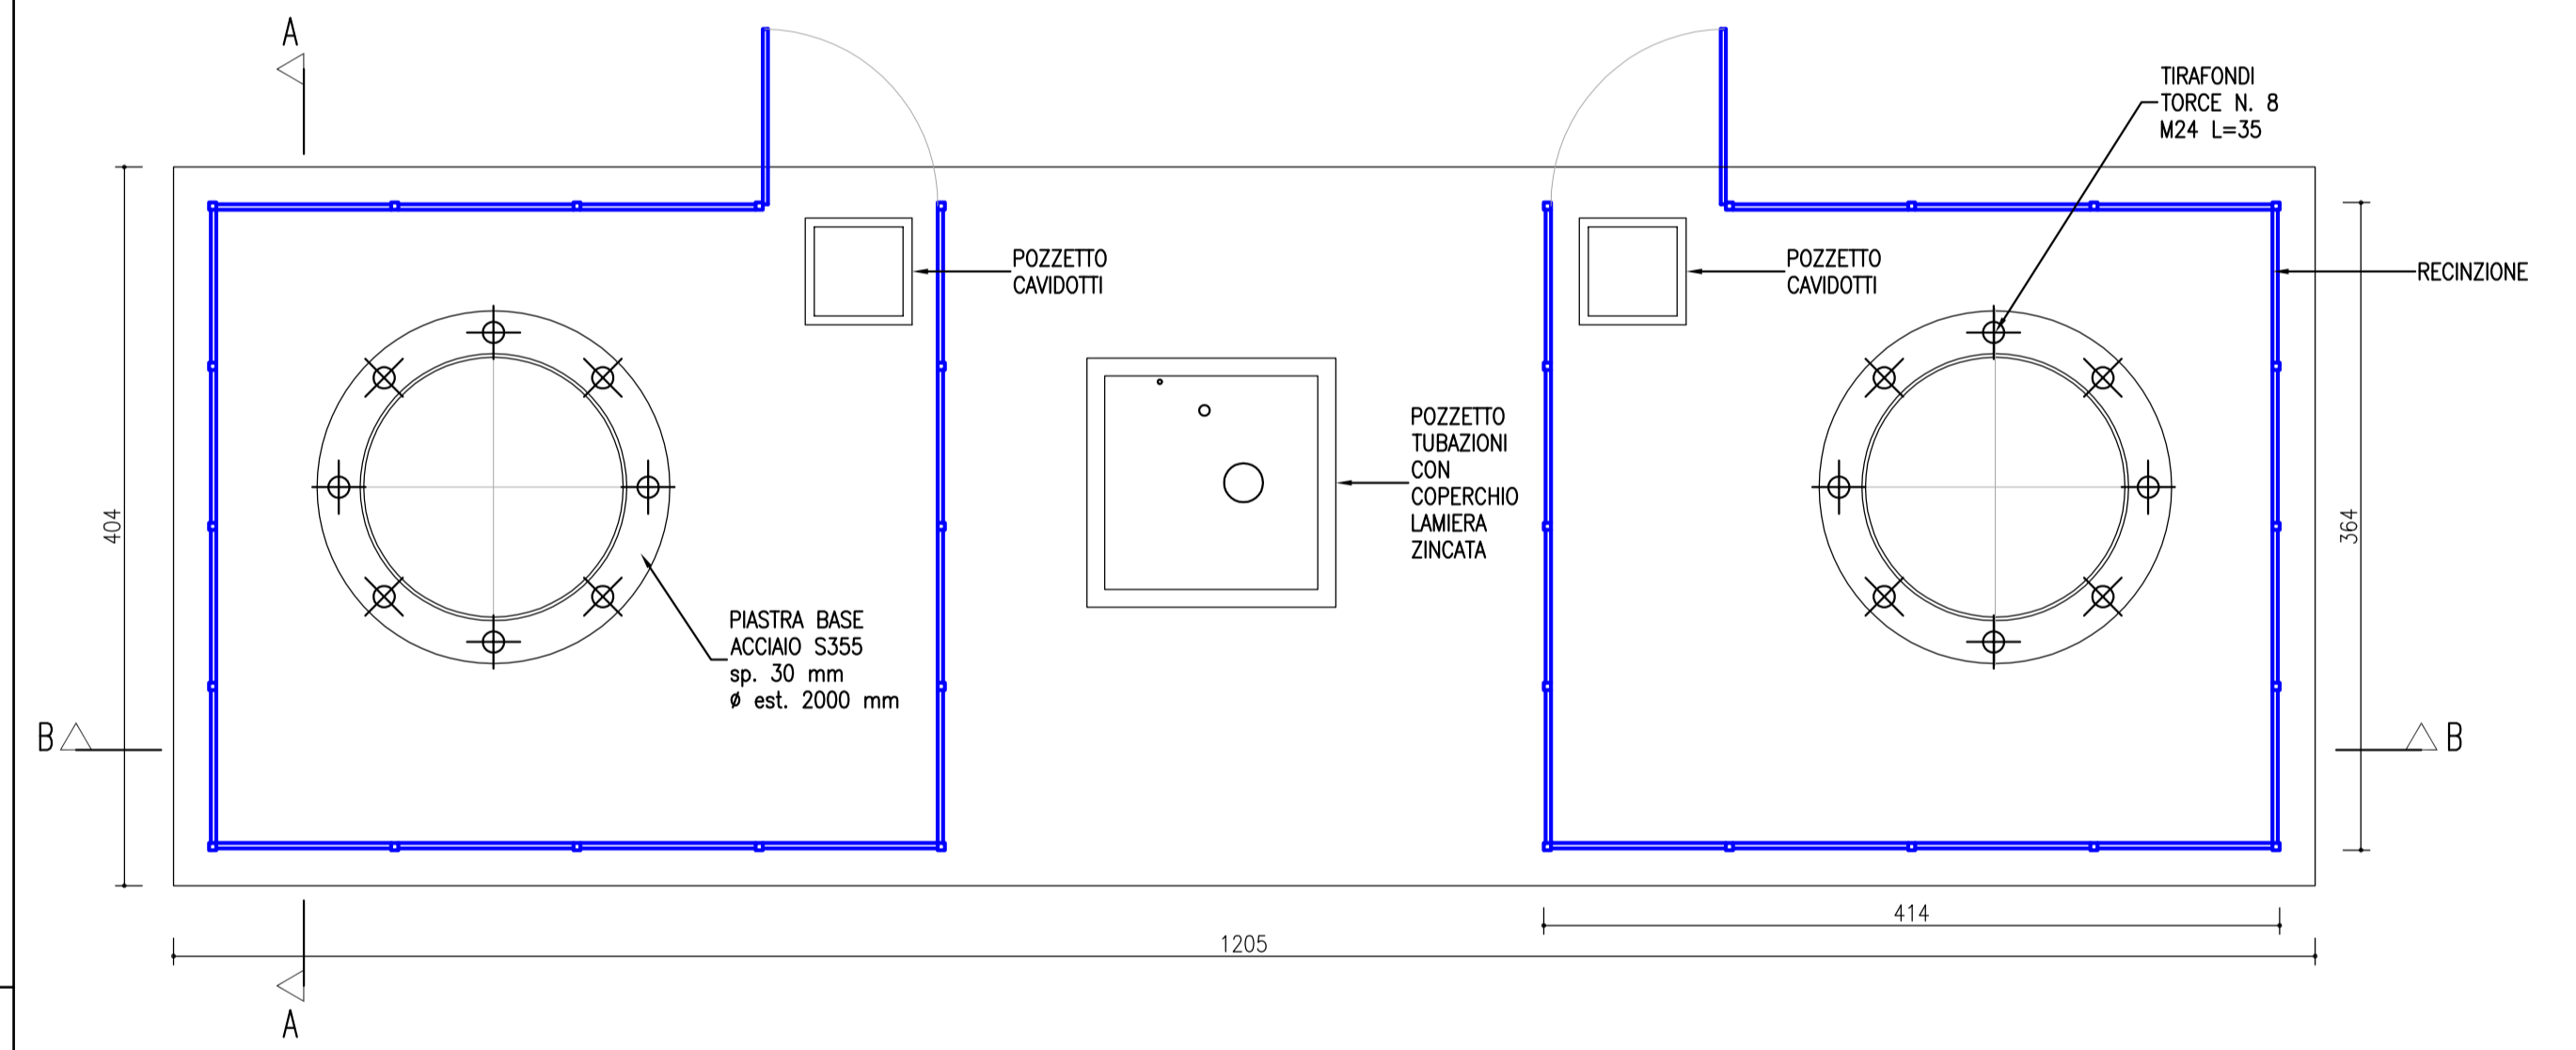 A
TIRAFONDI
TORCE N. 8
M24 L=35
POZZETTO
CAVIDOTTI
POZZETTO
CAVIDOTTI
RECINZIONE
POZZETTO
TUBAZIONI
CON
COPERCHIO
LAMIERA
ZINCATA
404
364
PIASTRA BASE
ACCIAIO S355
sp. 30 mm
ø est. 2000 mm
B
B
414
1205
A